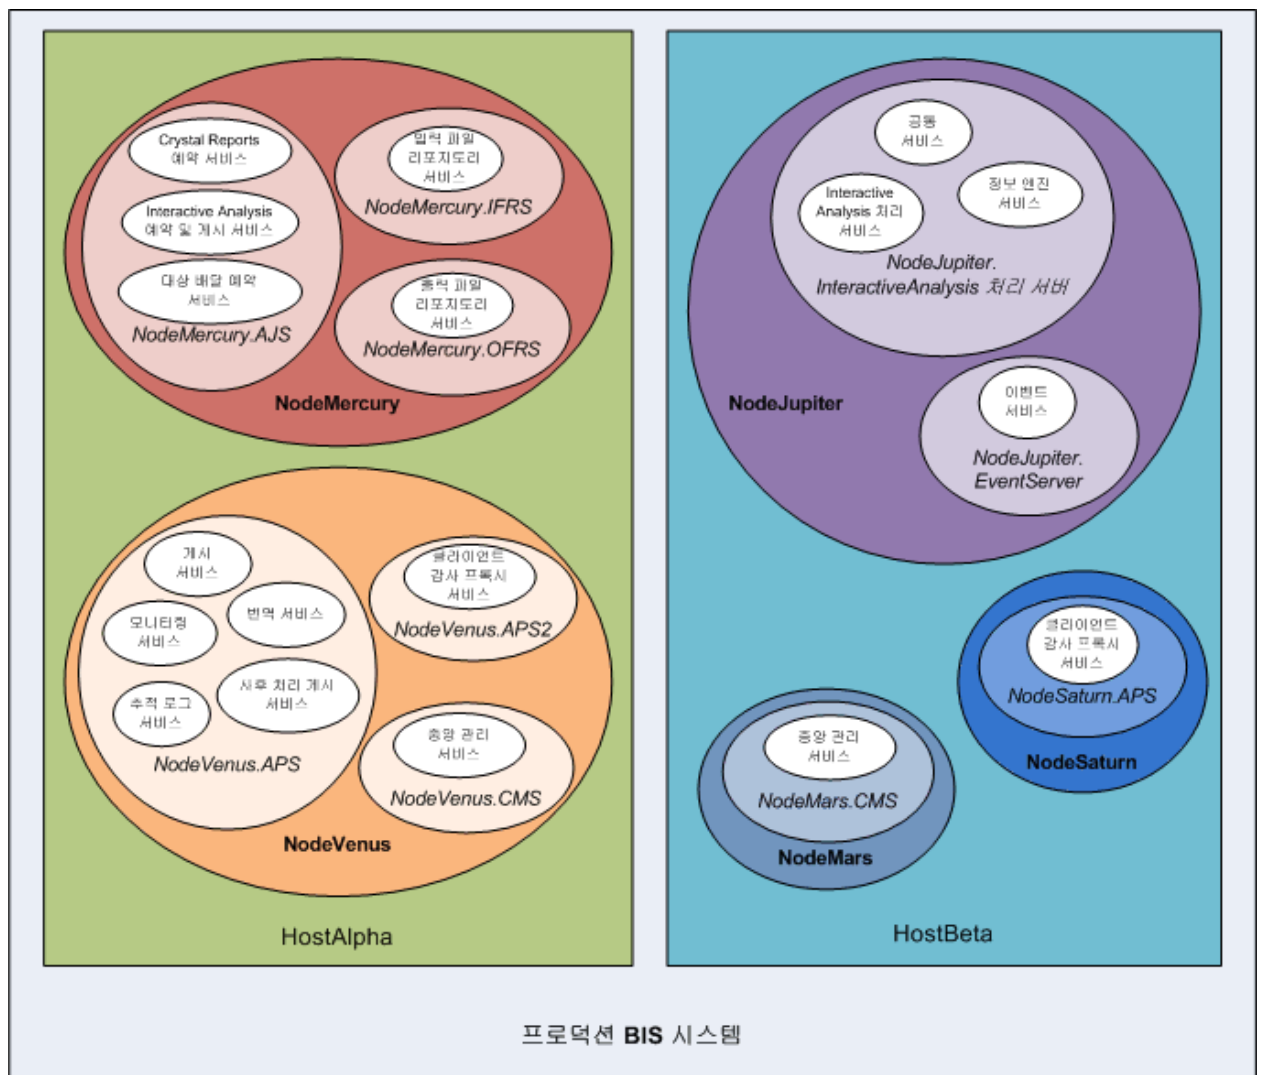 Crystal Reports
예약 서비스
Interactive Analysis
예약 및 게시 서비스
대상 배달 예약
서비스
NodeMercury.AJS
입력 파일
리포지토리
서비스
NodeMercury.IFRS
출력 파일
리포지토리
서비스
NodeMercury.OFRS
NodeMercury
게시
서비스
모니터링
서비스
번역 서비스
추적 로그
서비스
사후 처리 게시
서비스
NodeVenus.APS
클라이언트
감사 프록시
서비스
NodeVenus.APS2
중앙 관리
서비스
NodeVenus.CMS
NodeVenus
HostAlpha
공통
서비스
Interactive
Analysis 처리
서비스
정보 엔진
서비스
NodeJupiter.
InteractiveAnalysis 처리 서버
NodeJupiter
이벤트
서비스
NodeJupiter.
EventServer
클라이언트
감사 프록시
서비스
NodeSaturn.APS
NodeSaturn
중앙 관리
서비스
NodeMars.CMS
NodeMars
HostBeta
프로덕션 BIS 시스템